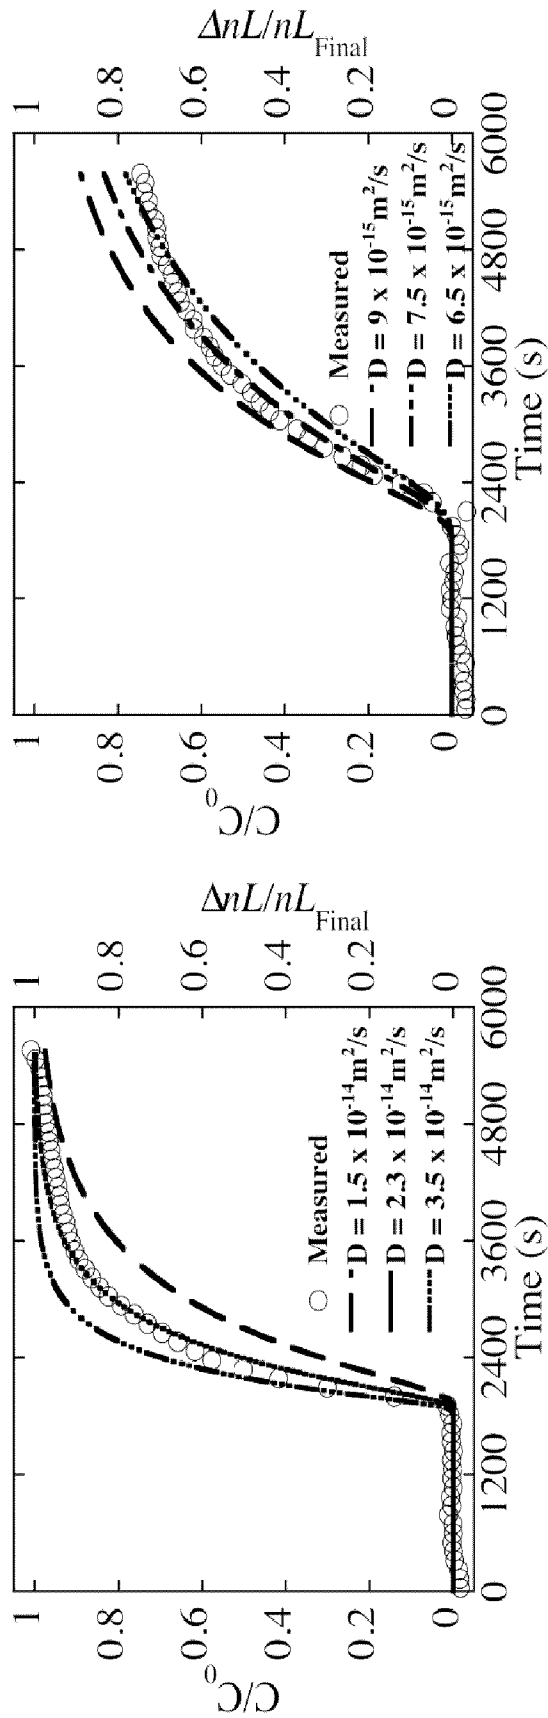 1
0.8
0.6
0.4
0.2
0
C/C0
1
0.8
0.6
0.4
0.2
0
ΔnL/nLFinal
Measured
D = 1.5 x 10-14m2/s
D = 2.3 x 10-14m2/s
D = 3.5 x 10-14m2/s
0 1200 2400 3600 4800 6000
Time (s)
1
0.8
0.6
0.4
0.2
0
C/C0
1
0.8
0.6
0.4
0.2
0
ΔnL/nLFinal
Measured
D = 9 x 10-15m2/s
D = 7.5 x 10-15m2/s
D = 6.5 x 10-15m2/s
0 1200 2400 3600 4800 6000
Time (s)